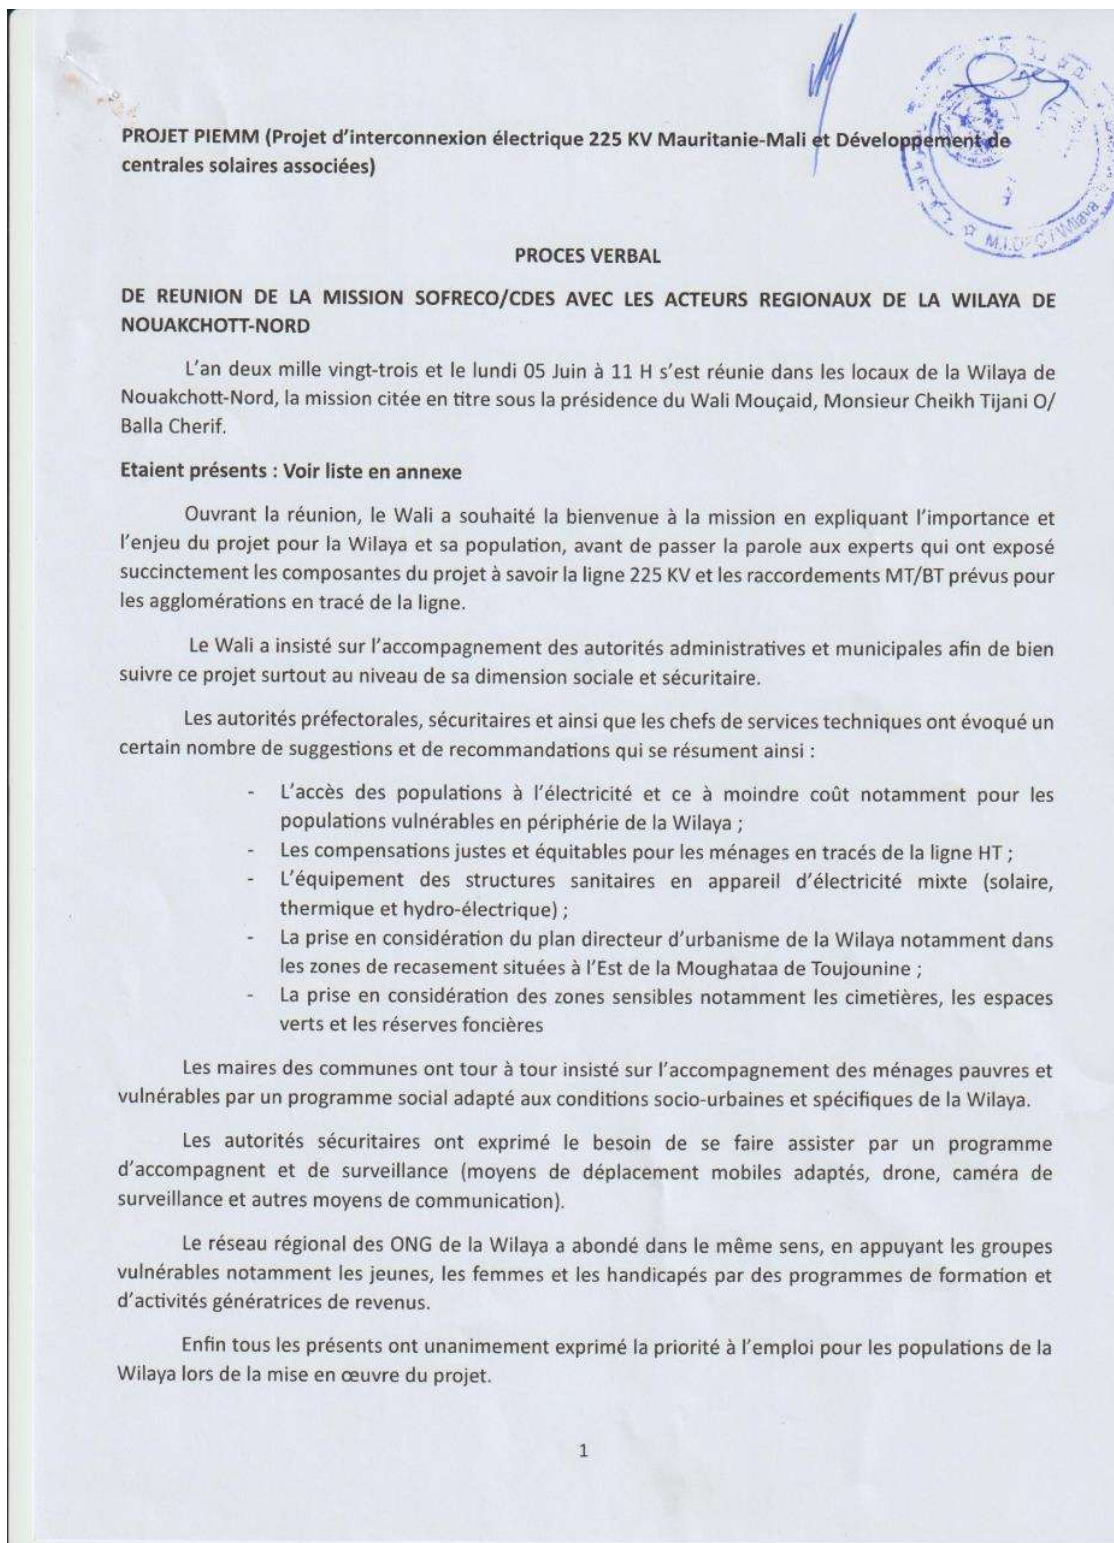 PROJET PIEMM (Projet d'interconnexion électrique 225 KV Mauritanie-Mali et Développement de
centrales solaires associées)
M.I.D
Wilaya
PROCES VERBAL
DE REUNION DE LA MISSION SOFRECO/CDES AVEC LES ACTEURS REGIONAUX DE LA WILAYA DE
NOUAKCHOTT-NORD
L'an deux mille vingt-trois et le lundi 05 Juin à 11 H s'est réunie dans les locaux de la Wilaya de
Nouakchott-Nord, la mission citée en titre sous la présidence du Wali Mouçaid, Monsieur Cheikh Tijani O/
Balla Cherif.
Etaient présents : Voir liste en annexe
Ouvrant la réunion, le Wali a souhaité la bienvenue à la mission en expliquant l'importance et
l'enjeu du projet pour la Wilaya et sa population, avant de passer la parole aux experts qui ont exposé
succinctement les composantes du projet à savoir la ligne 225 KV et les raccordements MT/BT prévus pour
les agglomérations en tracé de la ligne.
Le Wali a insisté sur l'accompagnement des autorités administratives et municipales afin de bien
suivre ce projet surtout au niveau de sa dimension sociale et sécuritaire.
Les autorités préfectorales, sécuritaires et ainsi que les chefs de services techniques ont évoqué un
certain nombre de suggestions et de recommandations qui se résument ainsi :
- L'accès des populations à l'électricité et ce à moindre coût notamment pour les
populations vulnérables en périphérie de la Wilaya ;
- Les compensations justes et équitables pour les ménages en tracés de la ligne HT ;
- L'équipement des structures sanitaires en appareil d'électricité mixte (solaire,
thermique et hydro-électrique) ;
- La prise en considération du plan directeur d'urbanisme de la Wilaya notamment dans
les zones de recasement situées à l'Est de la Moughataa de Toujounine ;
- La prise en considération des zones sensibles notamment les cimetières, les espaces
verts et les réserves foncières
Les maires des communes ont tour à tour insisté sur l'accompagnement des ménages pauvres et
vulnérables par un programme social adapté aux conditions socio-urbaines et spécifiques de la Wilaya.
Les autorités sécuritaires ont exprimé le besoin de se faire assister par un programme
d'accompagnent et de surveillance (moyens de déplacement mobiles adaptés, drone, caméra de
surveillance et autres moyens de communication).
Le réseau régional des ONG de la Wilaya a abondé dans le même sens, en appuyant les groupes
vulnérables notamment les jeunes, les femmes et les handicapés par des programmes de formation et
d'activités génératrices de revenus.
Enfin tous les présents ont unanimement exprimé la priorité à l'emploi pour les populations de la
Wilaya lors de la mise en œuvre du projet.
1